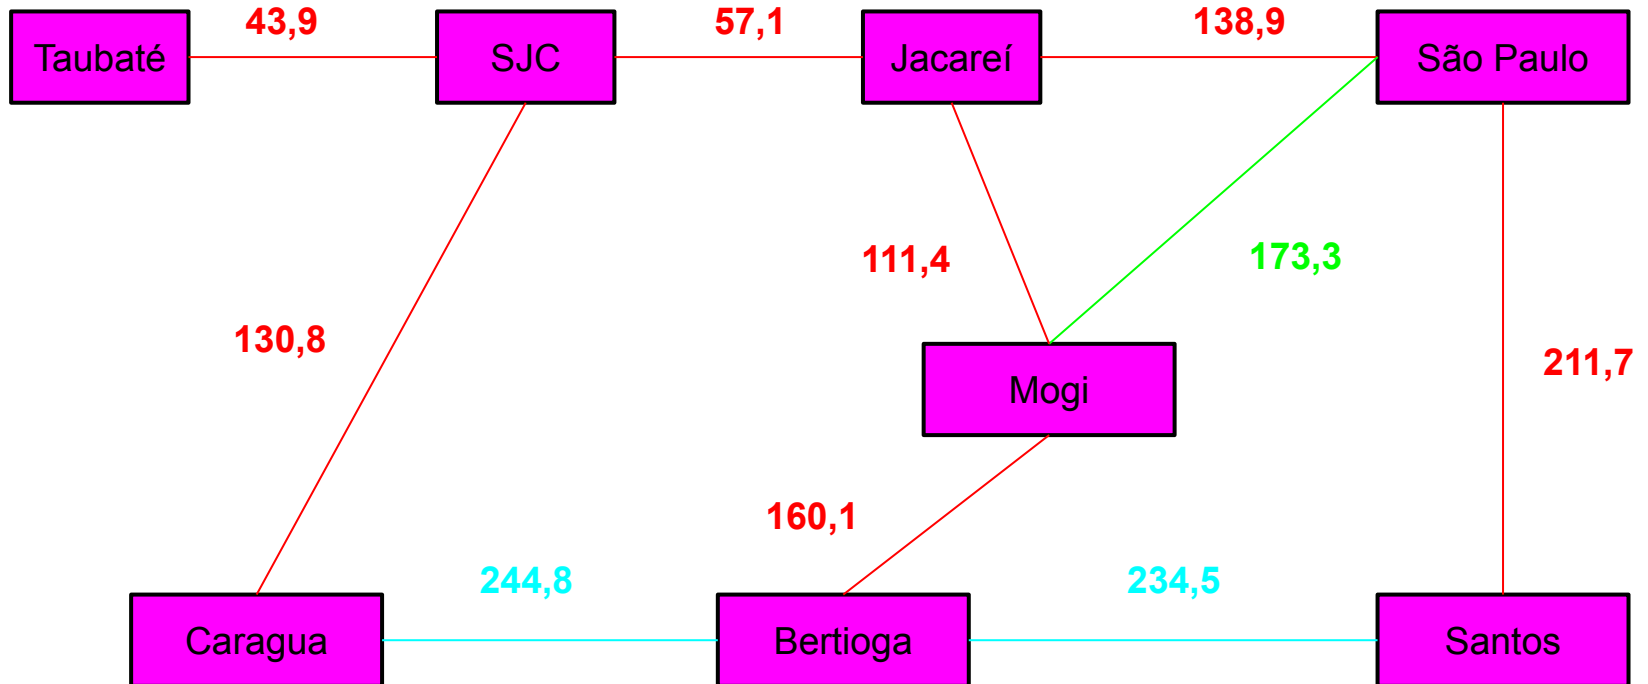 43,9
57,1
138,9
Taubaté
SJC
Jacareí
São Paulo
111,4
173,3
130,8
211,7
Mogi
160,1
244,8
234,5
Caragua
Bertioga
Santos